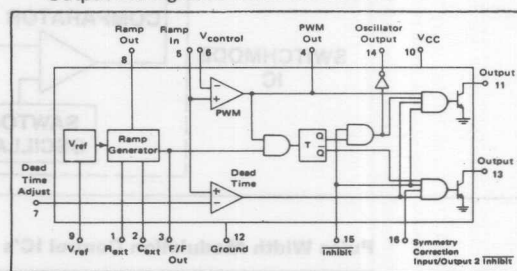 Ramp Out
8
Ramp In
5
Vcontrol
6
PWM Out
4
Oscillator Output
14
VCC
10
Output
11
PWM
Vref
Ramp Generator
T
Q
Q
Dead Time
Output
13
Dead Time Adjust
7
9
Vref
1
Rext
2
Cext
3
F/F Out
12
Ground
15
Inhibit
16
Symmetry Correction Input/Output 2 Inhibit